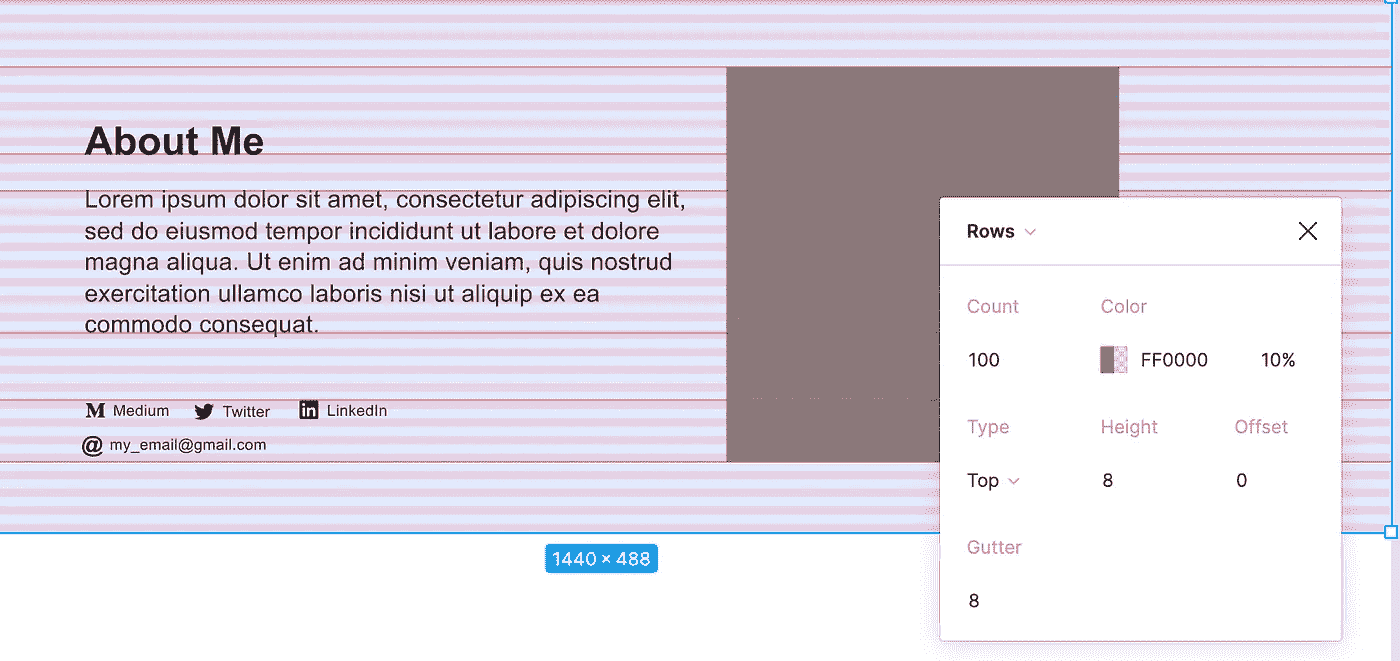 About Me
Lorem ipsum dolor sit amet, consectetur adipiscing elit,
sed do eiusmod tempor incididunt ut labore et dolore
magna aliqua. Ut enim ad minim veniam, quis nostrud
exercitation ullamco laboris nisi ut aliquip ex ea
commodo consequat.
Medium Twitter LinkedIn
my_email@gmail.com
1440 × 488
Rows
Count Color
100 FF0000 10%
Type Height Offset
Top 8 0
Gutter
8